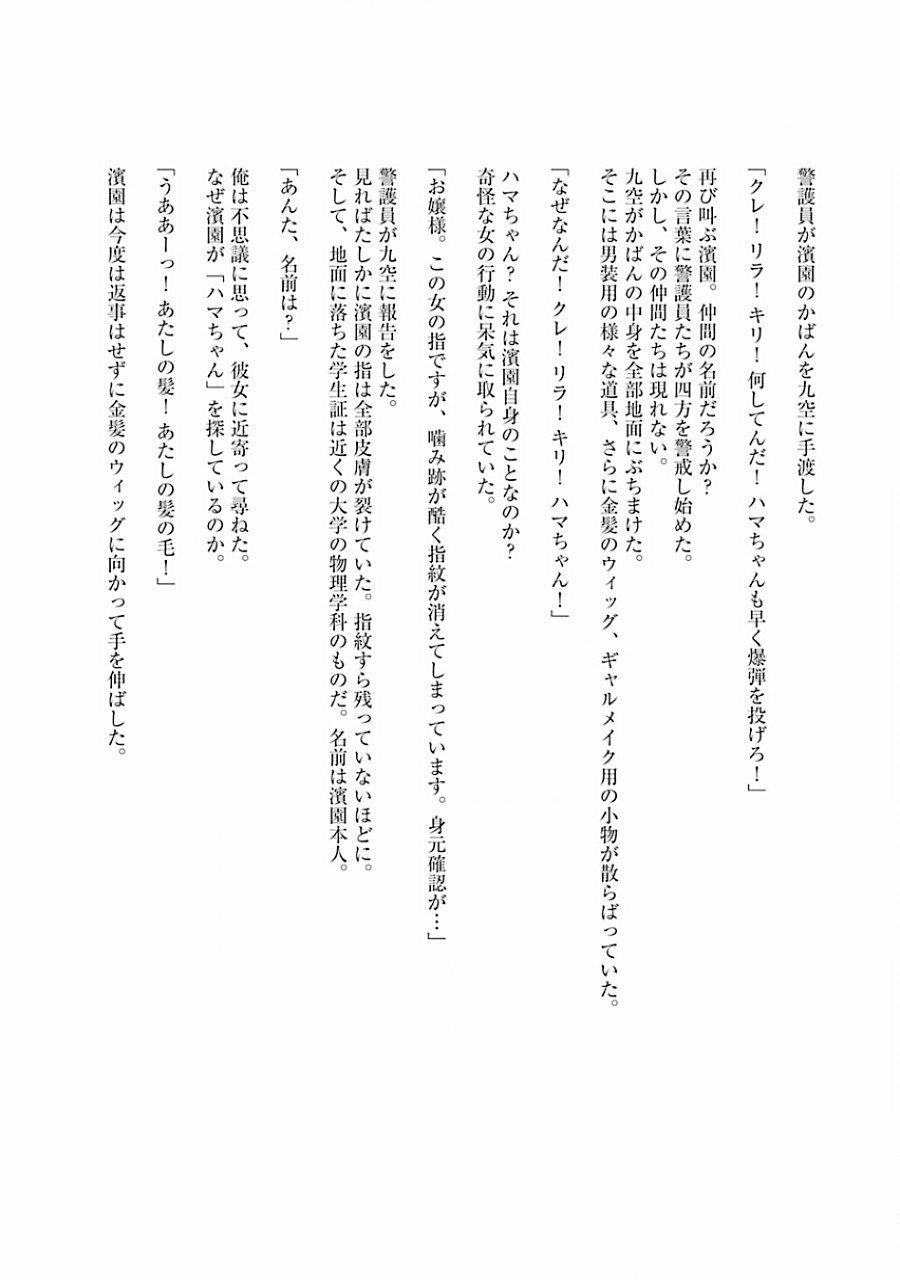 警護員が濱園のかばんを九空に手渡した。
「クレ！ リラ！ キリ！ 何してんだ！ ハマちゃんも早く爆弾を投げろ！」
再び叫ぶ濱園。仲間の名前だろうか？
その言葉に警護員たちが四方を警戒し始めた。
しかし、その仲間たちは現れない。
九空がかばんの中身を全部地面にぶちまけた。
そこには男装用の様々な道具、さらに金髪のウィッグ、ギャルメイク用の小物が散らばっていた。
「なぜなんだ！ クレ！ リラ！ キリ！ ハマちゃん！」
ハマちゃん？ それは濱園自身のことなのか？
奇怪な女の行動に呆気に取られていた。
「お嬢様。この女の指ですが、噛み跡が酷く指紋が消えてしまっています。身元確認が…」
警護員が九空に報告をした。
見ればたしかに濱園の指は全部皮膚が裂けていた。指紋すら残っていないほどに。
そして、地面に落ちた学生証は近くの大学の物理学科のものだ。名前は濱園本人。
「あんた、名前は？」
俺は不思議に思って、彼女に近寄って尋ねた。
なぜ濱園が「ハマちゃん」を探しているのか。
「うああーっ！ あたしの髪！ あたしの髪の毛！」
濱園は今度は返事はせずに金髪のウィッグに向かって手を伸ばした。